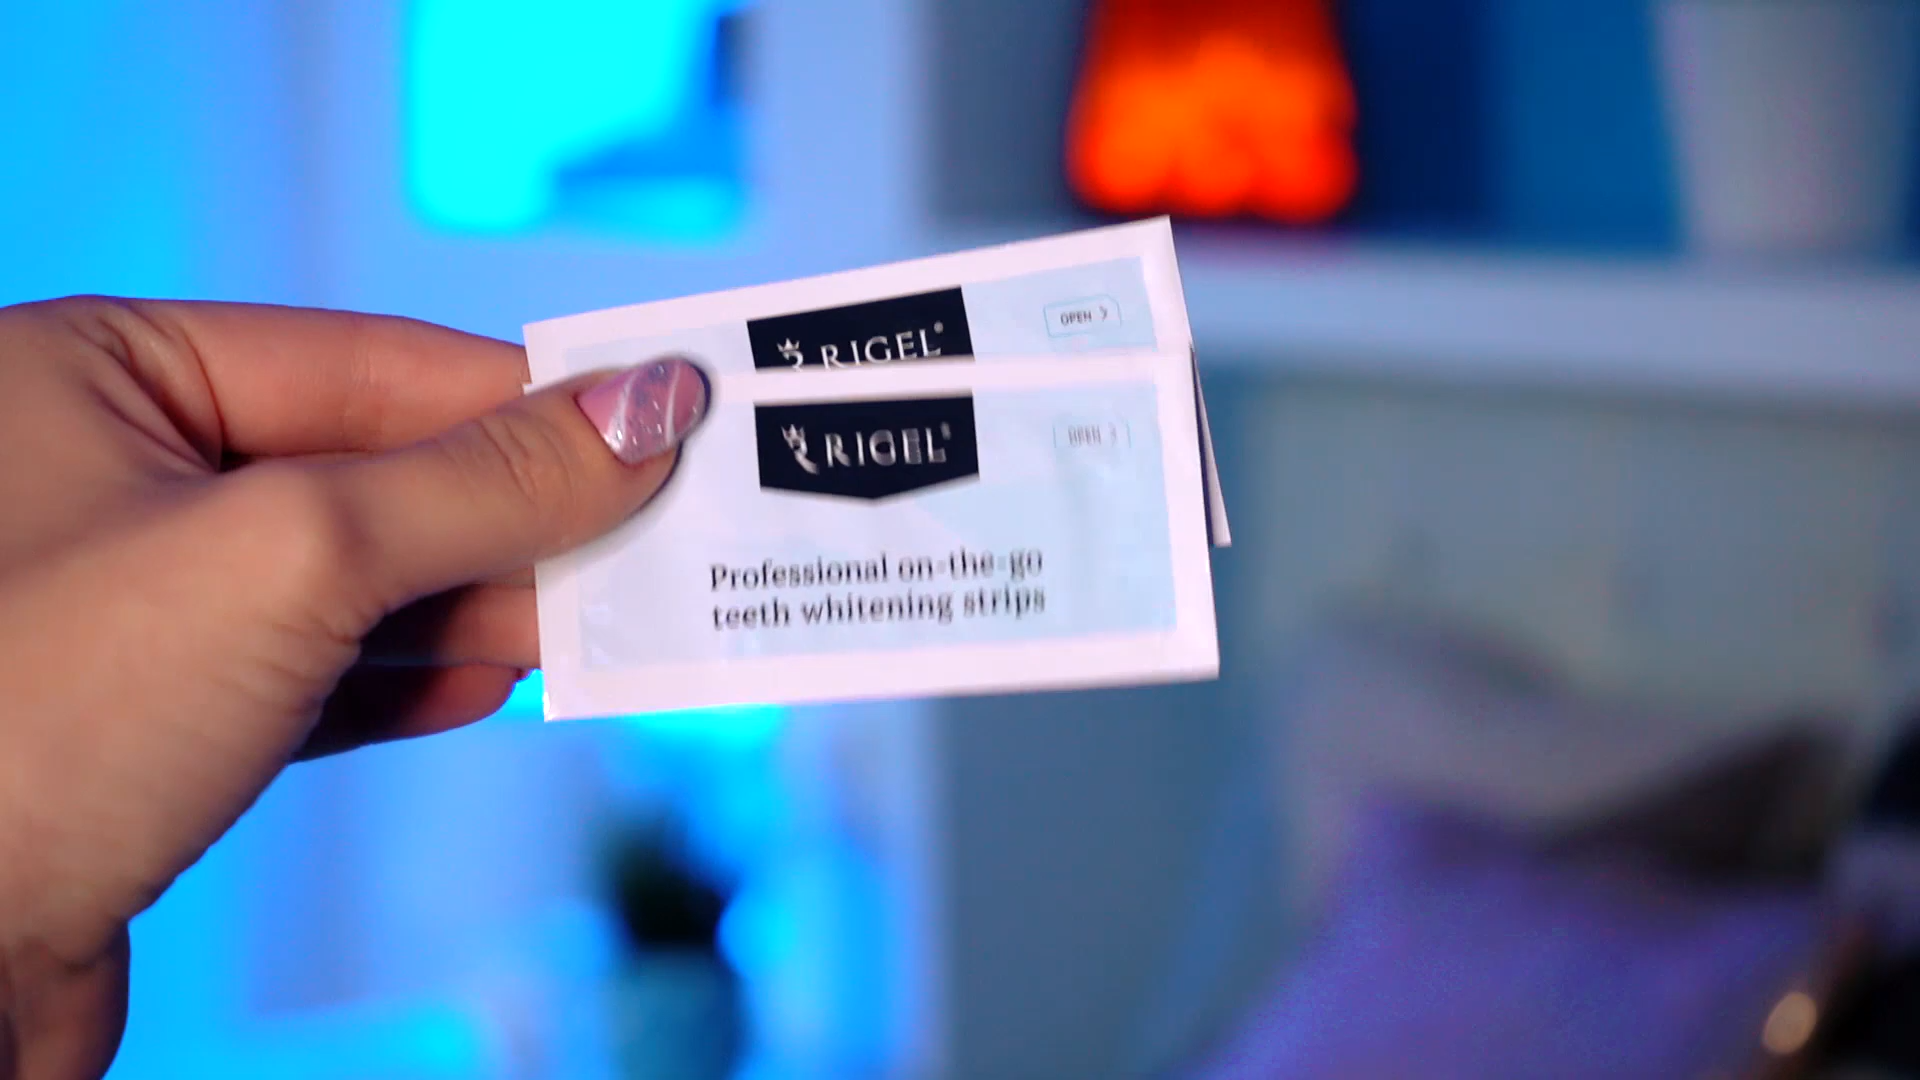 RIGEL®
OPEN >
RIGEL®
OPEN >
Professional on-the-go
teeth whitening strips